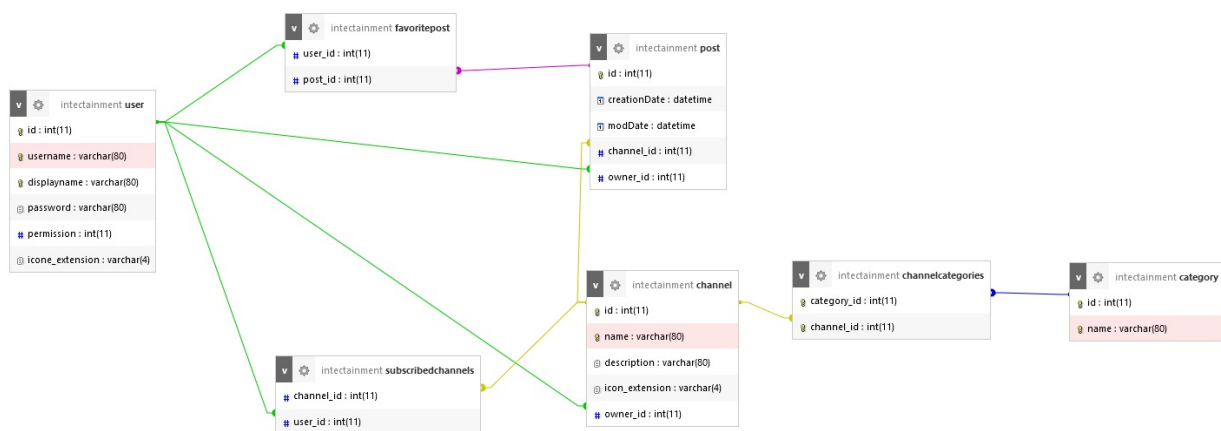 v intectainment favoritepost
# user_id : int(11)
# post_id : int(11)
v intectainment post
id : int(11)
creationDate : datetime
modDate : datetime
# channel_id : int(11)
# owner_id : int(11)
v intectainment user
id : int(11)
username : varchar(80)
displayname : varchar(80)
password : varchar(80)
# permission : int(11)
icone_extension : varchar(4)
v intectainment channel
id : int(11)
name : varchar(80)
description : varchar(80)
icon_extension : varchar(4)
# owner_id : int(11)
v intectainment channelcategories
category_id : int(11)
channel_id : int(11)
v intectainment category
id : int(11)
name : varchar(80)
v intectainment subscribedchannels
# channel_id : int(11)
# user_id : int(11)